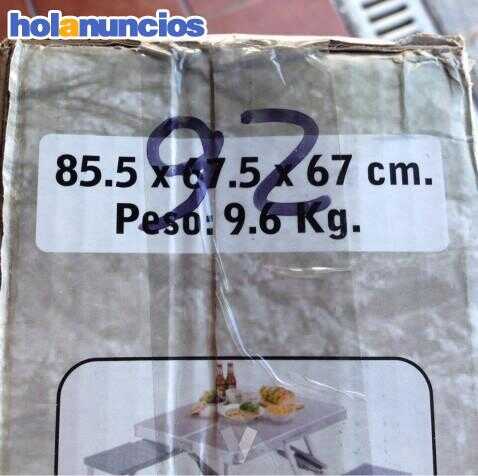 holanuncios
92
85.5 x 67.5 x 67 cm.
Peso: 9.6 Kg.